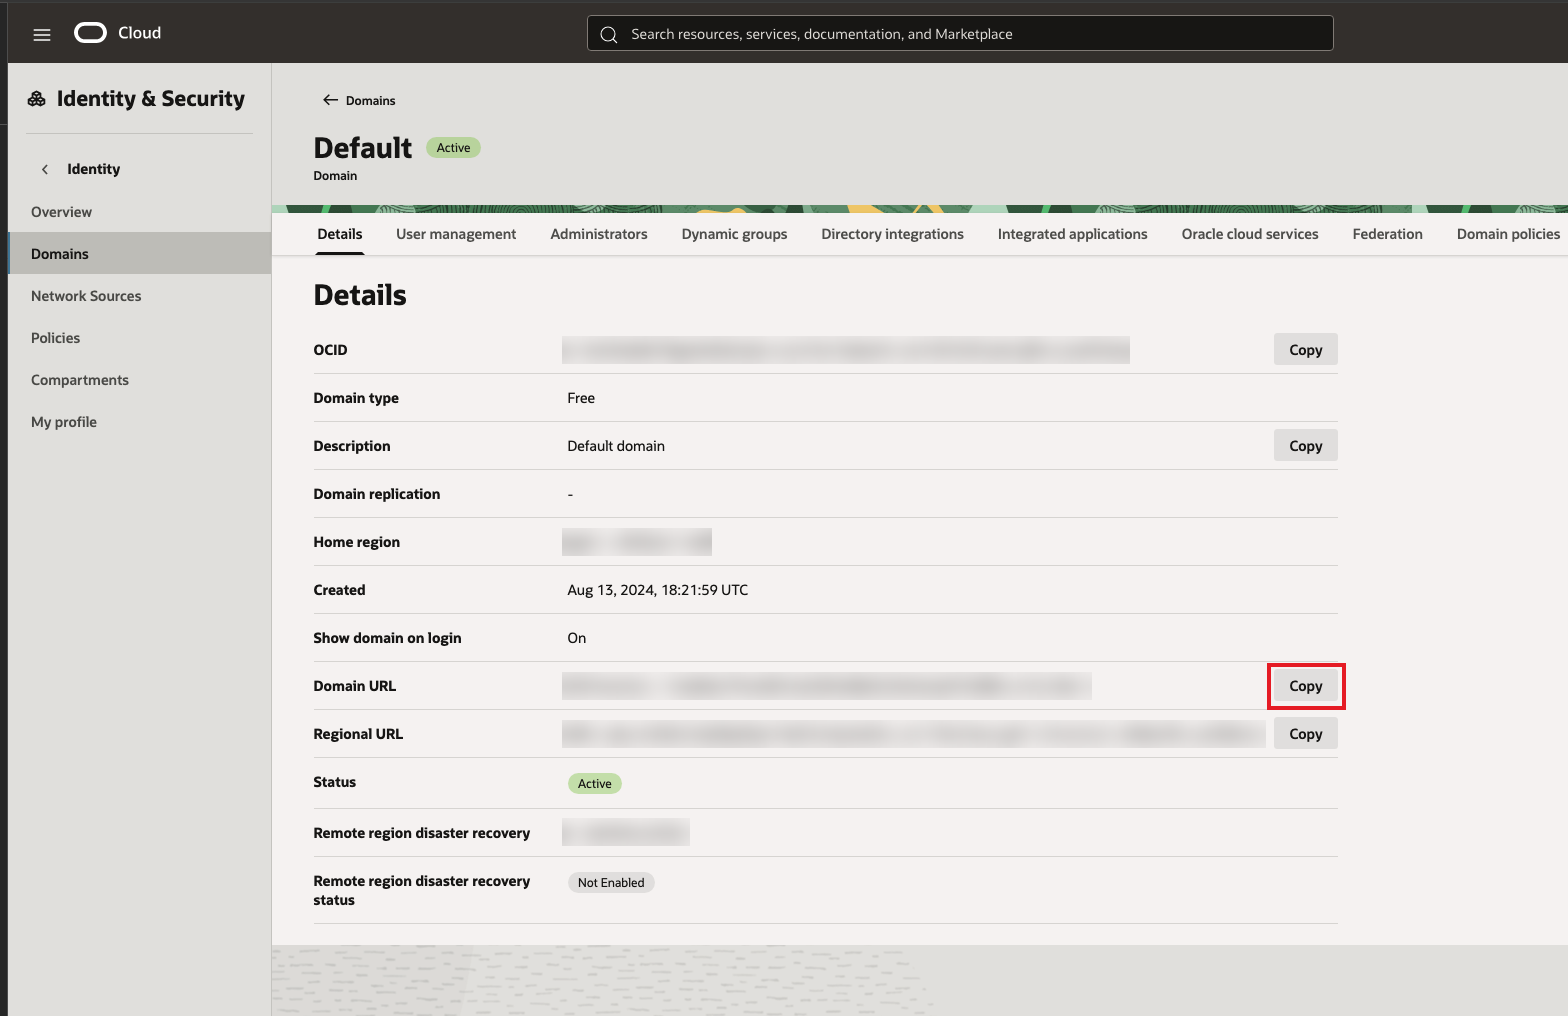 Cloud
Search resources, services, documentation, and Marketplace
Identity & Security
Identity
Overview
Domains
Network Sources
Policies
Compartments
My profile
Domains
Default Active
Domain
Details User management Administrators Dynamic groups Directory integrations Integrated applications Oracle cloud services Federation Domain policies
Details
OCID Copy
Domain type Free
Description Default domain Copy
Domain replication -
Home region
Created Aug 13, 2024, 18:21:59 UTC
Show domain on login On
Domain URL Copy
Regional URL Copy
Status Active
Remote region disaster recovery
Remote region disaster recovery
status Not Enabled